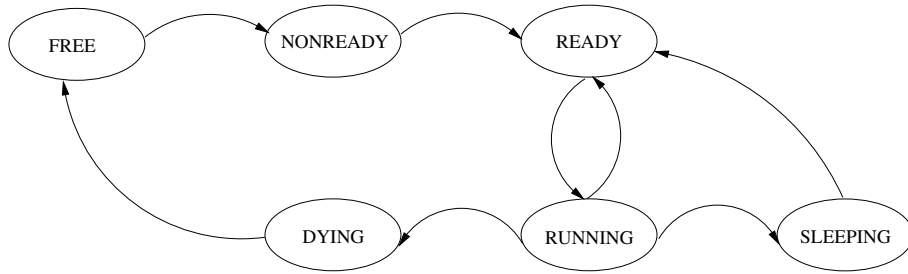 FREE
NONREADY
READY
DYING
RUNNING
SLEEPING